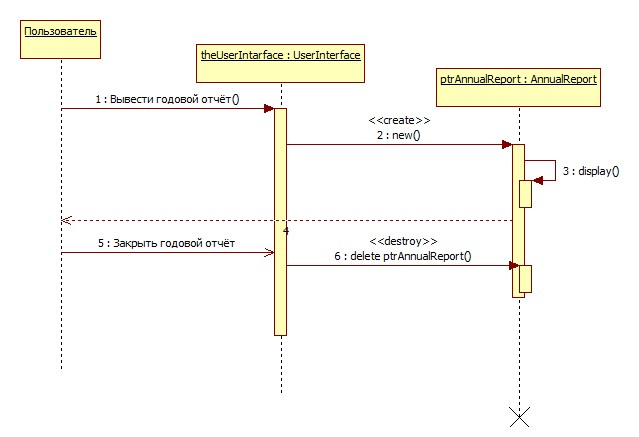 Пользователь
theUserIntarface : UserInterface
ptrAnnualReport : AnnualReport
1 : Вывести годовой отчёт()
<<create>>
2 : new()
3 : display()
4
5 : Закрыть годовой отчёт
<<destroy>>
6 : delete ptrAnnualReport()